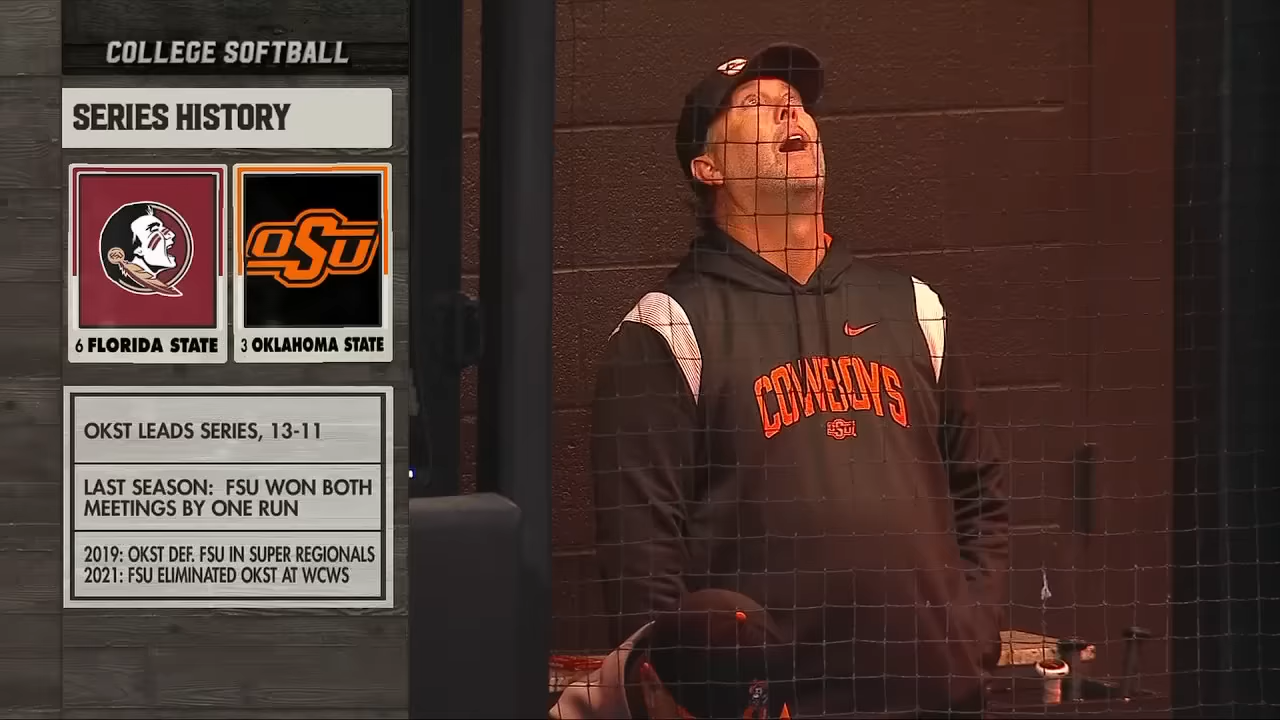 COLLEGE SOFTBALL
SERIES HISTORY
OSU
6 FLORIDA STATE
3 OKLAHOMA STATE
OKST LEADS SERIES, 13-11
LAST SEASON: FSU WON BOTH
MEETINGS BY ONE RUN
2019: OKST DEF. FSU IN SUPER REGIONALS
2021: FSU ELIMINATED OKST AT WCWS
COWBOYS
OSU